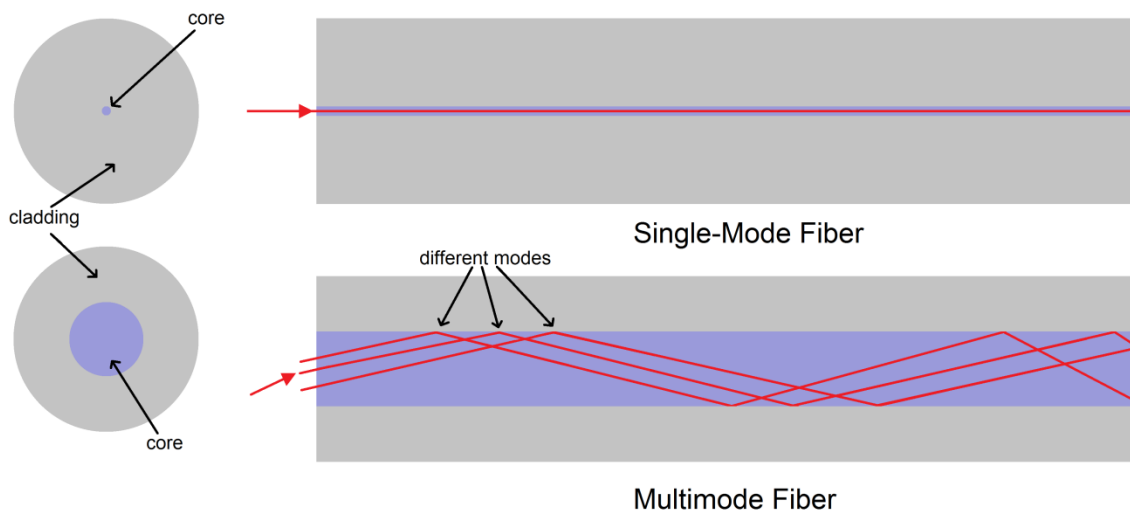 core
cladding
Single-Mode Fiber
different modes
core
Multimode Fiber